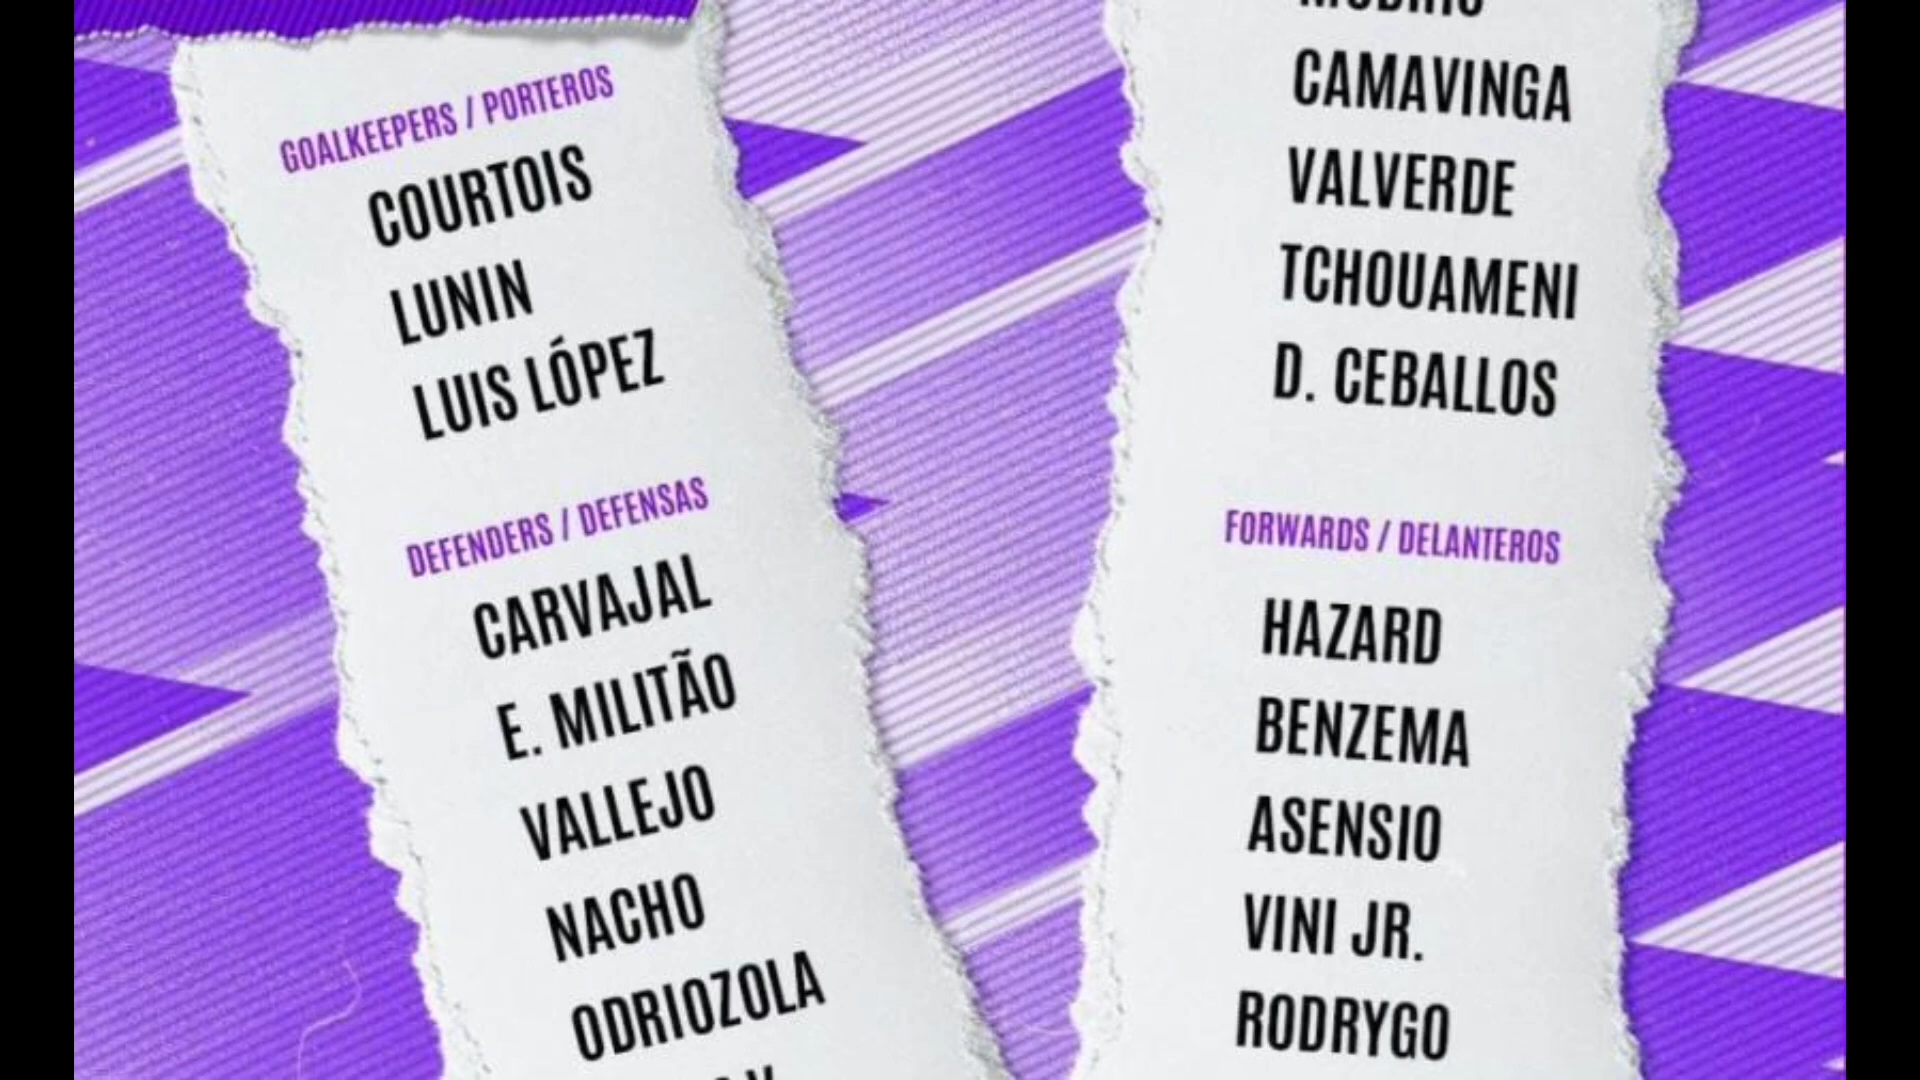 GOALKEEPERS / PORTEROS
COURTOIS
LUNIN
LUIS LÓPEZ
DEFENDERS / DEFENSAS
CARVAJAL
E. MILITÃO
VALLEJO
NACHO
ODRIOZOLA
CAMAVINGA
VALVERDE
TCHOUAMENI
D. CEBALLOS
FORWARDS / DELANTEROS
HAZARD
BENZEMA
ASENSIO
VINI JR.
RODRYGO